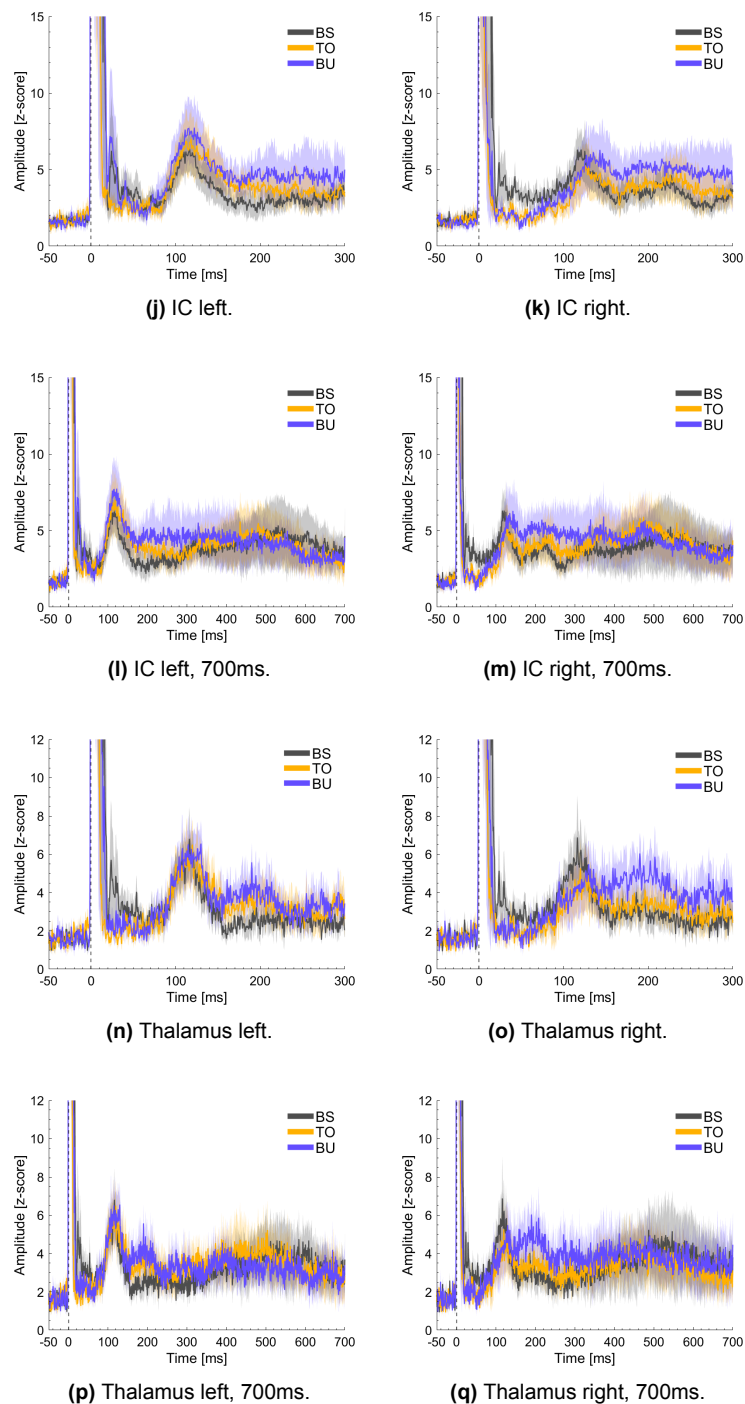 15
10
5
0
Amplitude [z-score]
-50 0 100 200 300
Time [ms]
BS
TO
BU
(j) IC left.
15
10
5
0
Amplitude [z-score]
-50 0 100 200 300
Time [ms]
BS
TO
BU
(k) IC right.
15
10
5
0
Amplitude [z-score]
-50 0 100 200 300 400 500 600 700
Time [ms]
BS
TO
BU
(l) IC left, 700ms.
15
10
5
0
Amplitude [z-score]
-50 0 100 200 300 400 500 600 700
Time [ms]
BS
TO
BU
(m) IC right, 700ms.
12
10
8
6
4
2
0
Amplitude [z-score]
-50 0 100 200 300
Time [ms]
BS
TO
BU
(n) Thalamus left.
12
10
8
6
4
2
0
Amplitude [z-score]
-50 0 100 200 300
Time [ms]
BS
TO
BU
(o) Thalamus right.
12
10
8
6
4
2
0
Amplitude [z-score]
-50 0 100 200 300 400 500 600 700
Time [ms]
BS
TO
BU
(p) Thalamus left, 700ms.
12
10
8
6
4
2
0
Amplitude [z-score]
-50 0 100 200 300 400 500 600 700
Time [ms]
BS
TO
BU
(q) Thalamus right, 700ms.